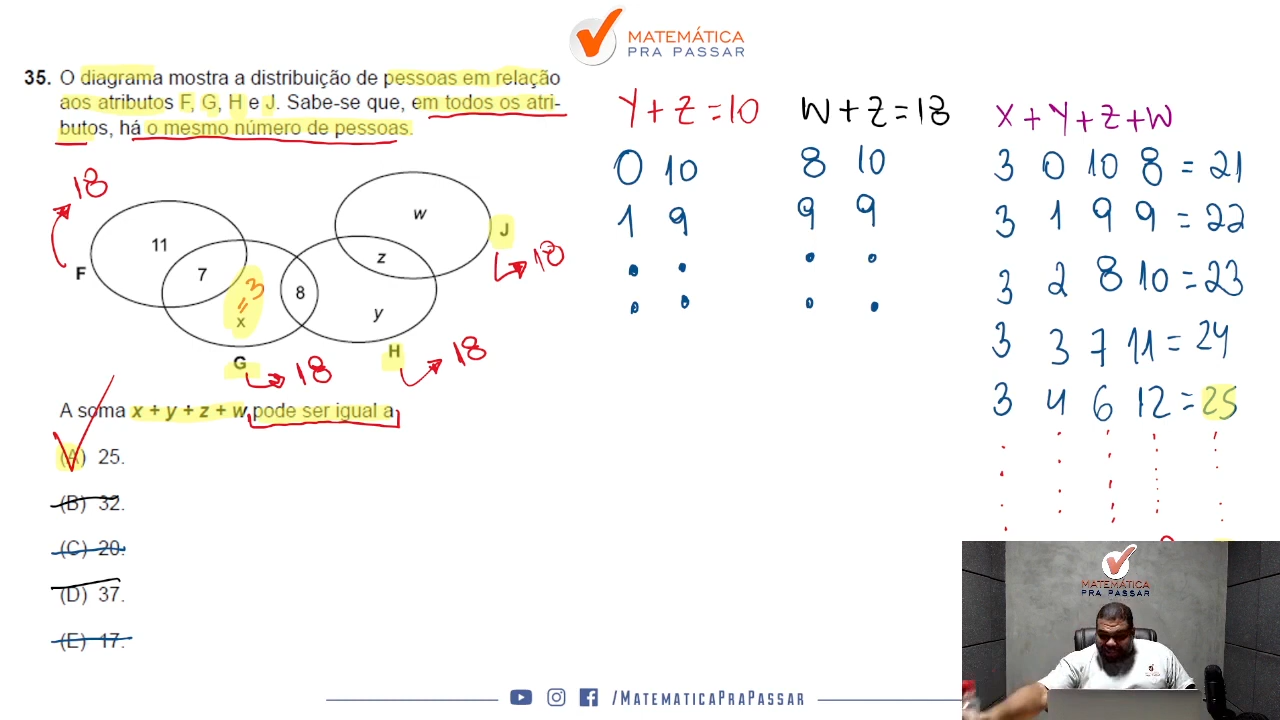 MATEMÁTICA
PRA PASSAR
35. O diagrama mostra a distribuição de pessoas em relação
aos atributos F, G, H e J. Sabe-se que, em todos os atri-
butos, há o mesmo número de pessoas.
18
11
7
F
x
=3
G
18
8
w
J
18
z
y
H
18
A soma x + y + z + w pode ser igual a
(A) 25.
(B) 32.
(C) 20.
(D) 37.
(E) 17.
Y + Z = 10
0 10
1 9
W + Z = 18
8 10
9 9
X + Y + Z + W
3 0 10 8 = 21
3 1 9 9 = 22
3 2 8 10 = 23
3 3 7 11 = 24
3 4 6 12 = 25
MATEMÁTICA
PRA PASSAR
/MATEMATICAPRAPASSAR